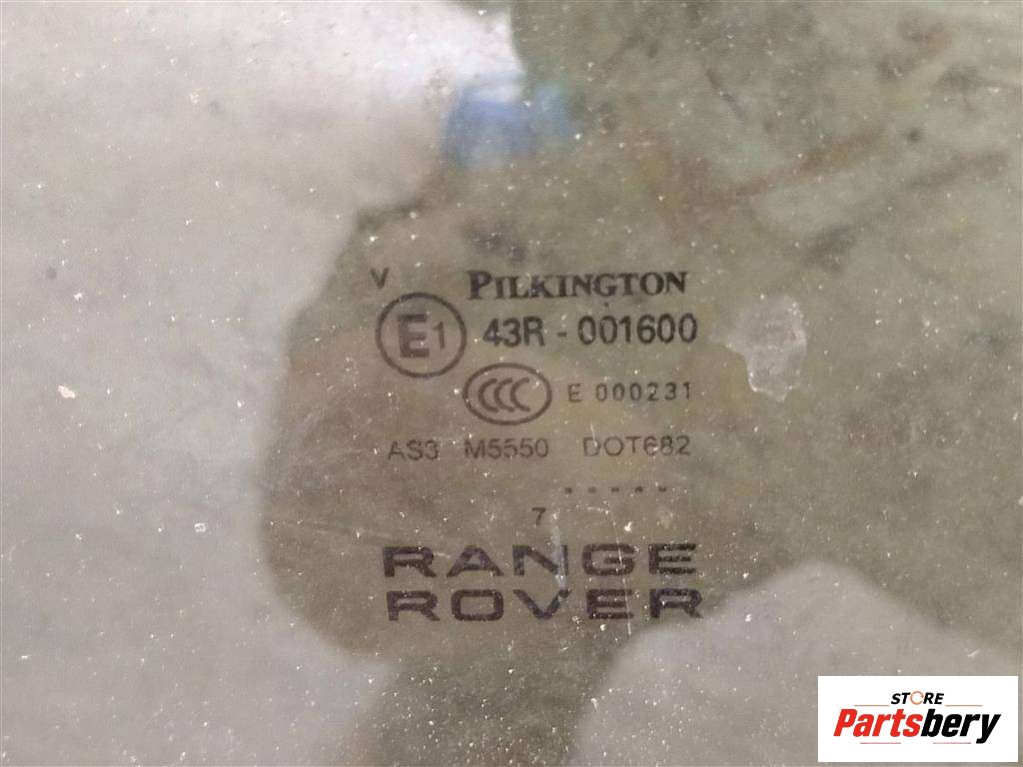 V PILKINGTON
E1 43R - 001600
CCC E 000231
AS3 M5550 DOT682
.....
7
RANGE
ROVER
STORE
Partsbery